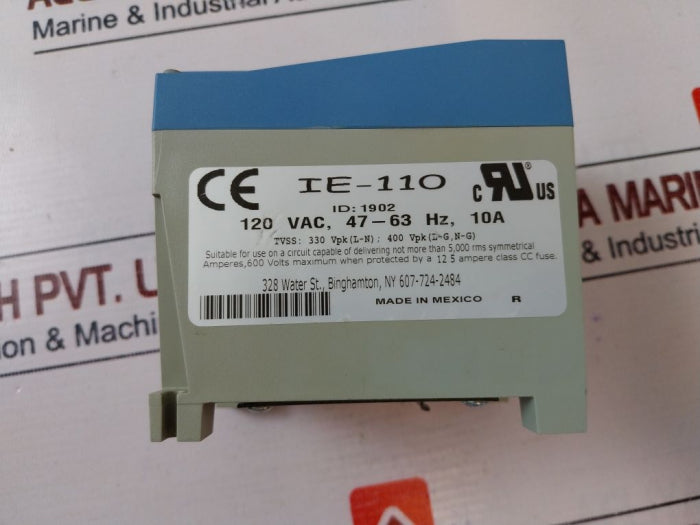 Marine & Industrial
CE IE-110 c RU® US
ID: 1902
120 VAC, 47-63 Hz, 10A
TVSS: 330 Vpk(L-N): 400 Vpk(L-G,N-G)
Suitable for use on a circuit capable of delivering not more than 5,000 rms symmetrical
Amperes,600 Volts maximum when protected by a 12 5 ampere class CC fuse.
328 Water St., Binghamton, NY 607-724-2484
MADE IN MEXICO R
A MARIN
H PVT.
on & Machi